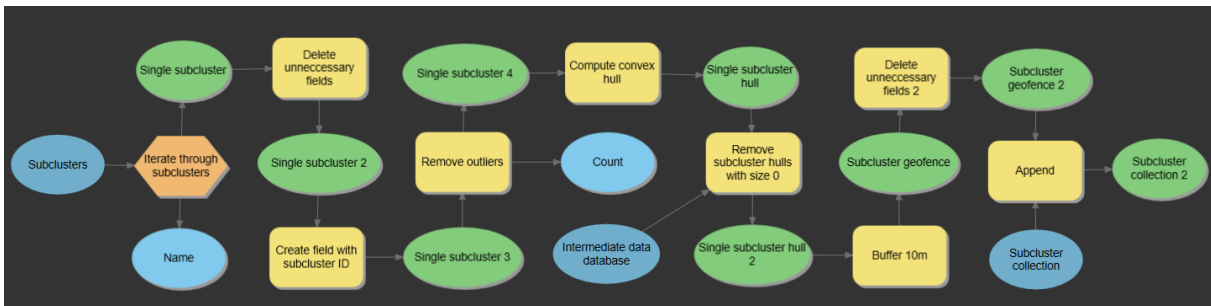 Subclusters
Single subcluster
Iterate through
subclusters
Name
Delete
unneccessary
fields
Single subcluster 2
Create field with
subcluster ID
Single subcluster 3
Remove outliers
Single subcluster 4
Count
Compute convex
hull
Single subcluster
hull
Remove
subcluster hulls
with size 0
Intermediate data
database
Single subcluster hull
2
Buffer 10m
Subcluster geofence
Delete
unneccessary
fields 2
Subcluster
geofence 2
Append
Subcluster
collection
Subcluster
collection 2